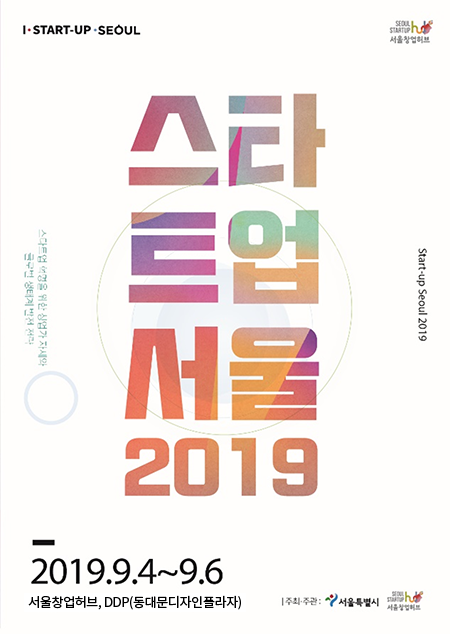 I·START-UP·SEOUL
SEOUL
STARTUP hub
서울창업허브
스타
트업
서울
2019
Start-up Seoul 2019
2019.9.4~9.6
서울창업허브, DDP(동대문디자인플라자)
| 주최·주관 : 서울특별시
SEOUL
STARTUP hub
서울창업허브